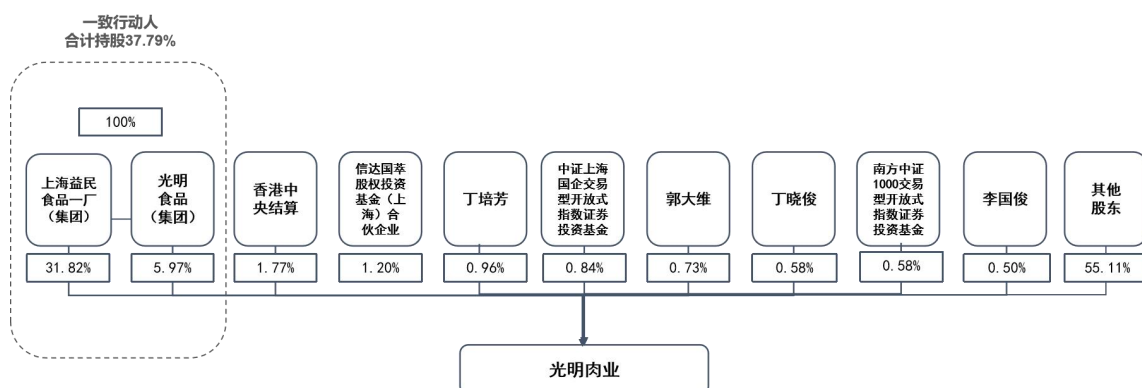 一致行动人
合计持股37.79%
100%
上海益民
食品一厂
（集团）
光明
食品
（集团）
香港中
央结算
信达国萃
股权投资
基金（上
海）合
伙企业
丁培芳
中证上海
国企交易
型开放式
指数证券
投资基金
郭大维
丁晓俊
南方中证
1000交易
型开放式
指数证券
投资基金
李国俊
其他
股东
31.82%
5.97%
1.77%
1.20%
0.96%
0.84%
0.73%
0.58%
0.58%
0.50%
55.11%
光明肉业